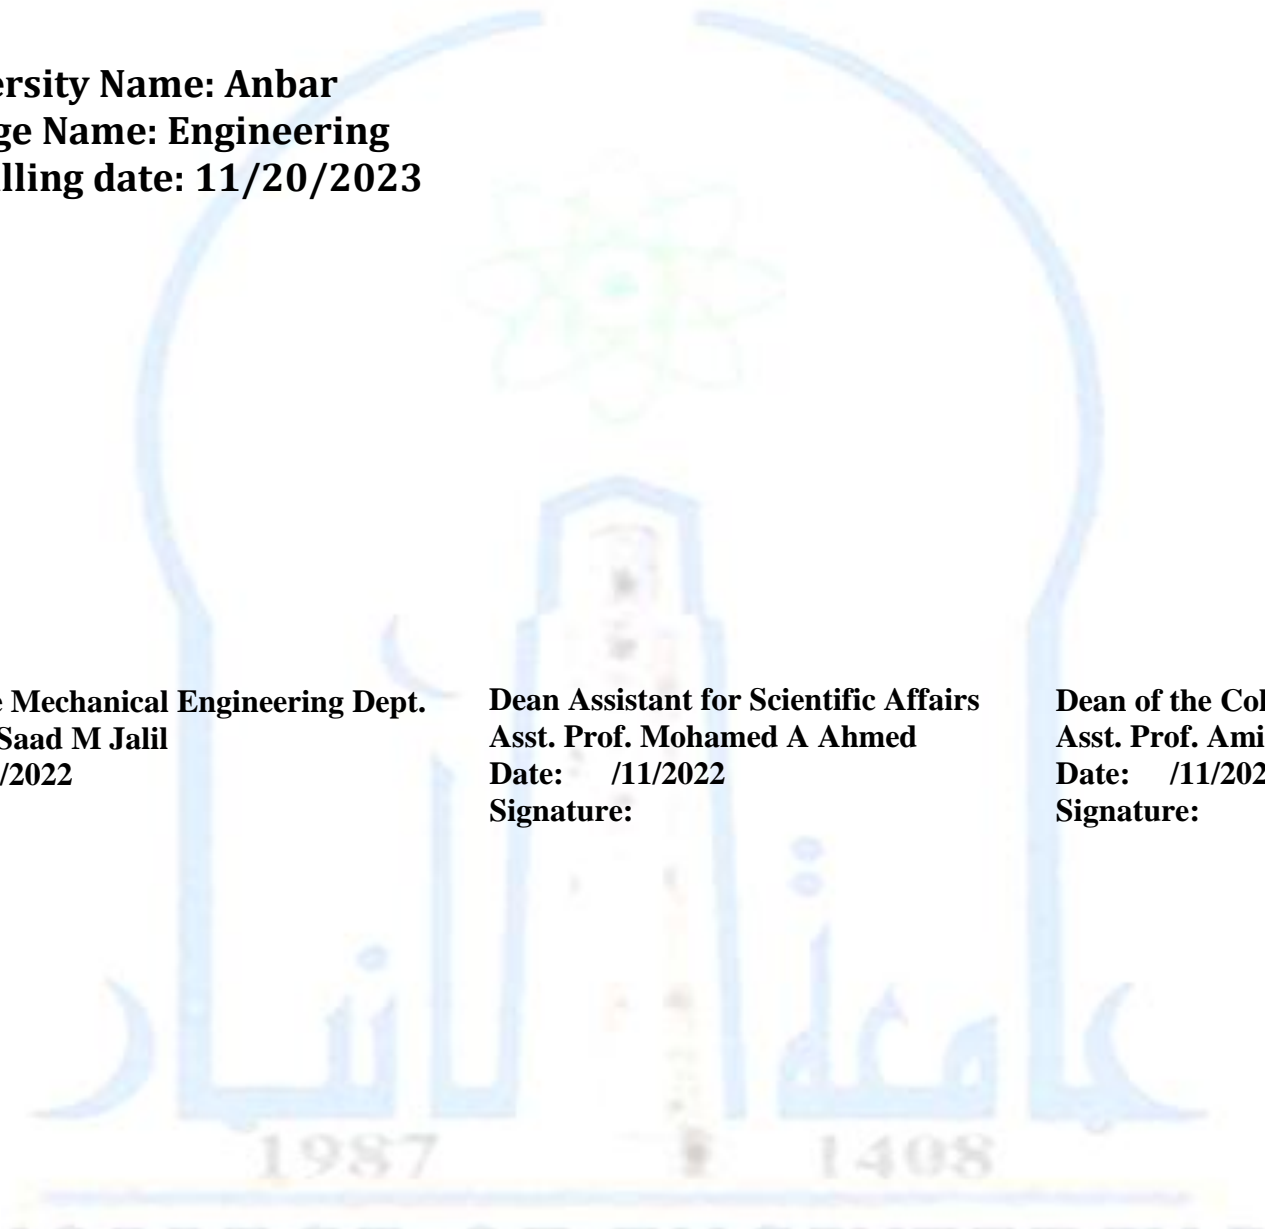 ersity Name: Anbar
ge Name: Engineering
lling date: 11/20/2023
e Mechanical Engineering Dept.
Saad M Jalil
/2022
Dean Assistant for Scientific Affairs
Asst. Prof. Mohamed A Ahmed
Date: /11/2022
Signature:
Dean of the Col
Asst. Prof. Ami
Date: /11/202
Signature:
جامعة الأنبار
1987 1408